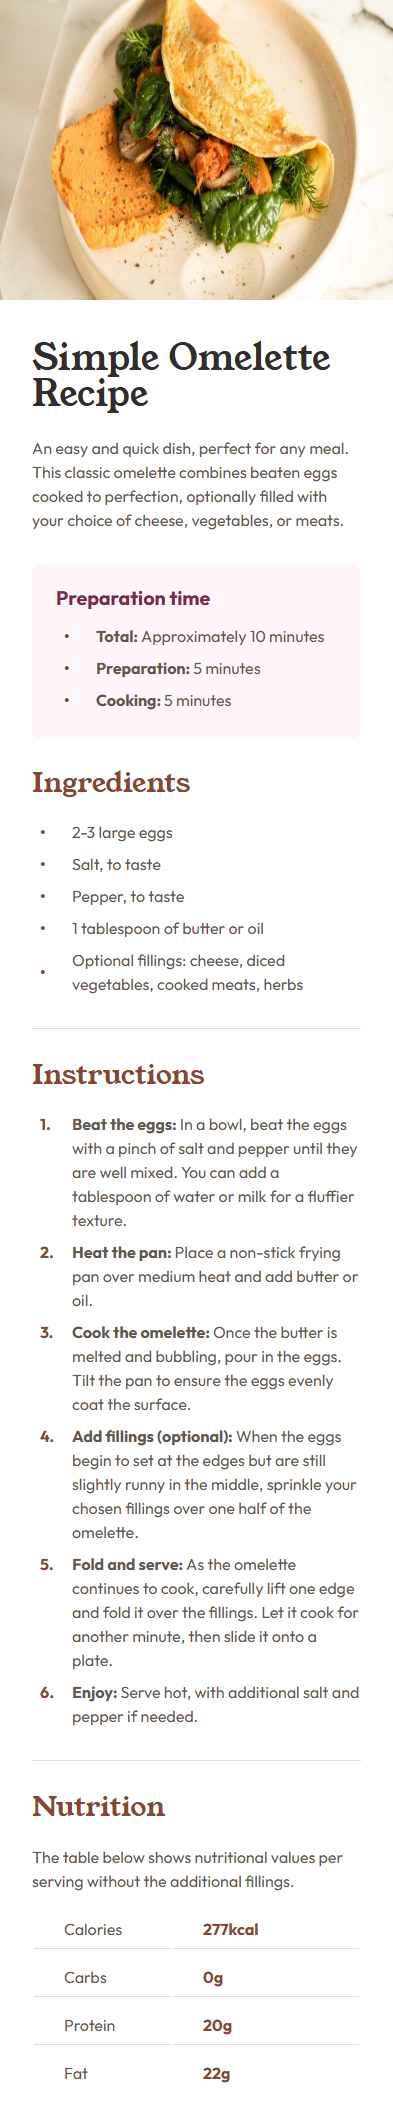 Simple Omelette
Recipe
An easy and quick dish, perfect for any meal.
This classic omelette combines beaten eggs
cooked to perfection, optionally filled with
your choice of cheese, vegetables, or meats.
Preparation time
• Total: Approximately 10 minutes
• Preparation: 5 minutes
• Cooking: 5 minutes
Ingredients
• 2-3 large eggs
• Salt, to taste
• Pepper, to taste
• 1 tablespoon of butter or oil
• Optional fillings: cheese, diced
vegetables, cooked meats, herbs
Instructions
1. Beat the eggs: In a bowl, beat the eggs
with a pinch of salt and pepper until they
are well mixed. You can add a
tablespoon of water or milk for a fluffier
texture.
2. Heat the pan: Place a non-stick frying
pan over medium heat and add butter or
oil.
3. Cook the omelette: Once the butter is
melted and bubbling, pour in the eggs.
Tilt the pan to ensure the eggs evenly
coat the surface.
4. Add fillings (optional): When the eggs
begin to set at the edges but are still
slightly runny in the middle, sprinkle your
chosen fillings over one half of the
omelette.
5. Fold and serve: As the omelette
continues to cook, carefully lift one edge
and fold it over the fillings. Let it cook for
another minute, then slide it onto a
plate.
6. Enjoy: Serve hot, with additional salt and
pepper if needed.
Nutrition
The table below shows nutritional values per
serving without the additional fillings.
Calories 277kcal
Carbs 0g
Protein 20g
Fat 22g